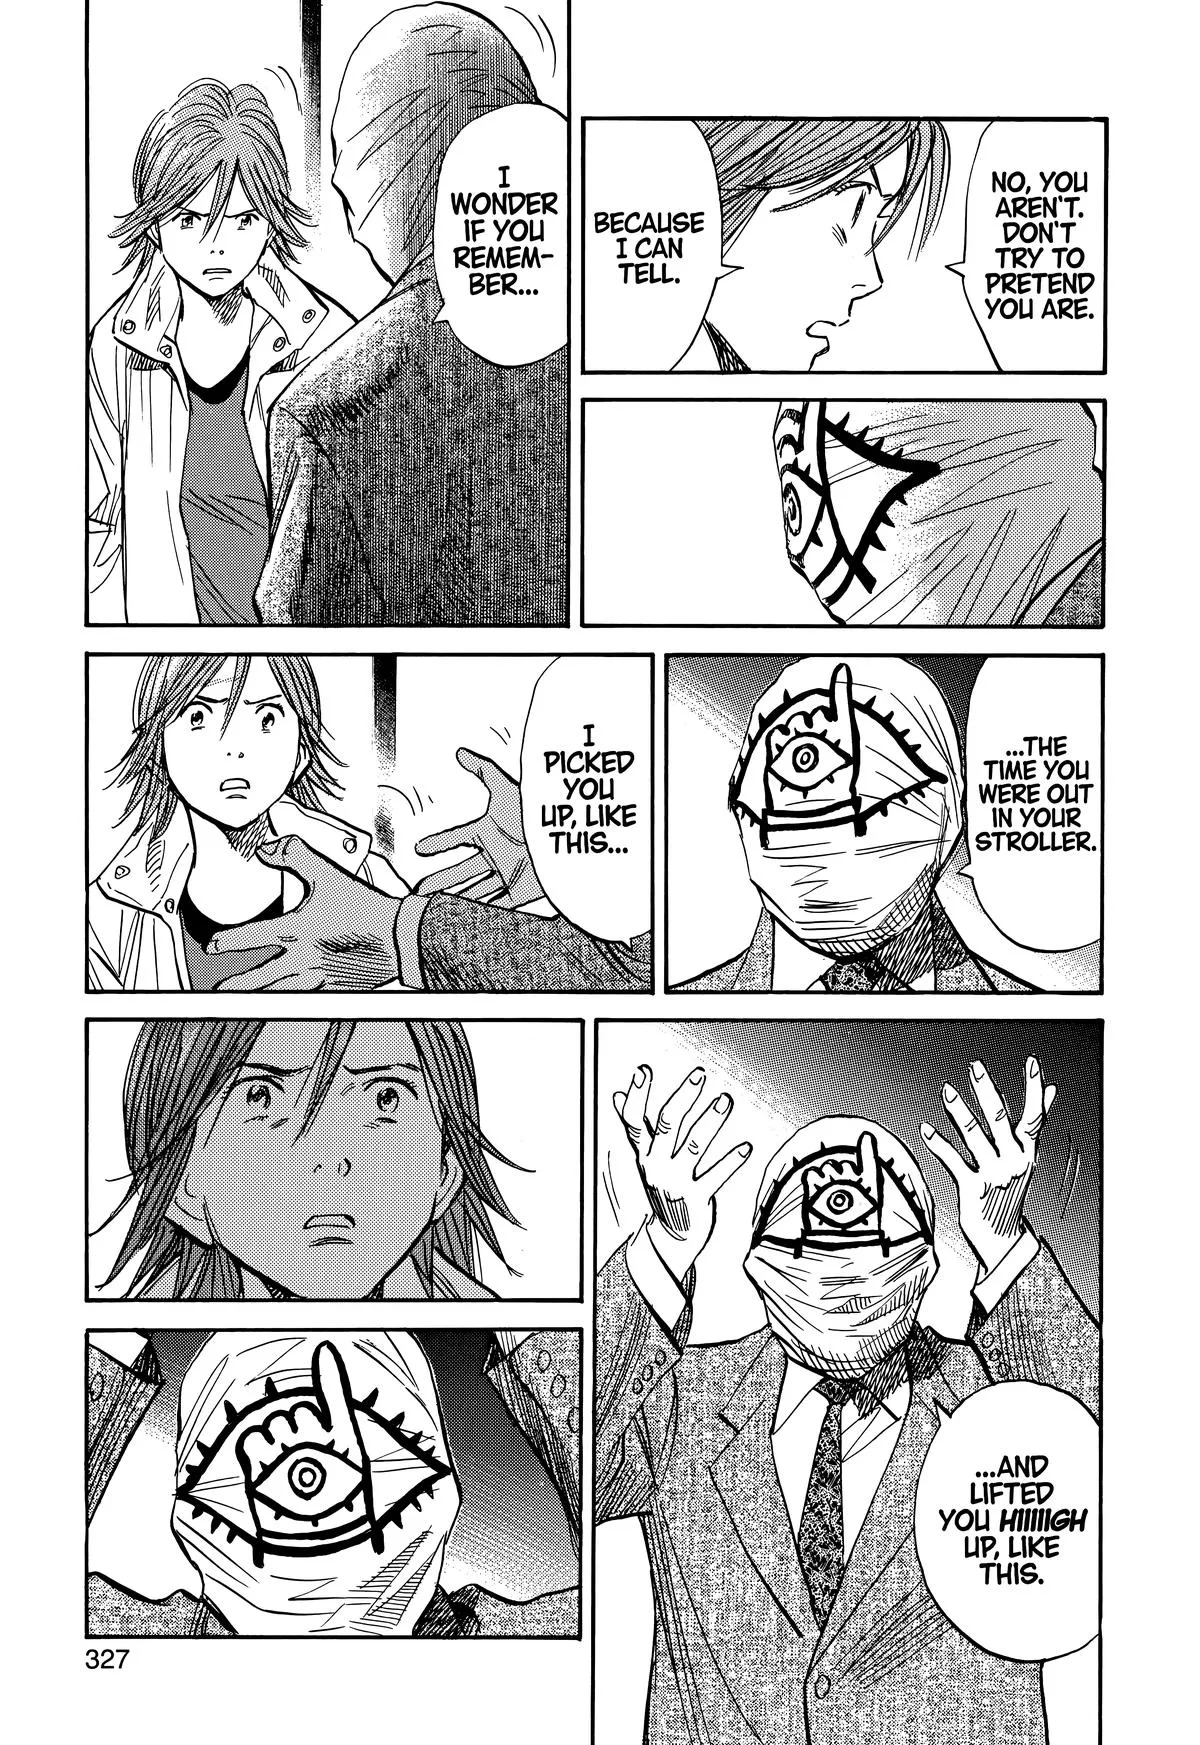 NO, YOU
AREN'T.
DON'T
TRY TO
PRETEND
YOU ARE.
BECAUSE
I CAN
TELL.
I
WONDER
IF YOU
REMEM-
BER...
...THE
TIME YOU
WERE OUT
IN YOUR
STROLLER.
I
PICKED
YOU
UP, LIKE
THIS...
...AND
LIFTED
YOU HIIIIIGH
UP, LIKE
THIS.
327